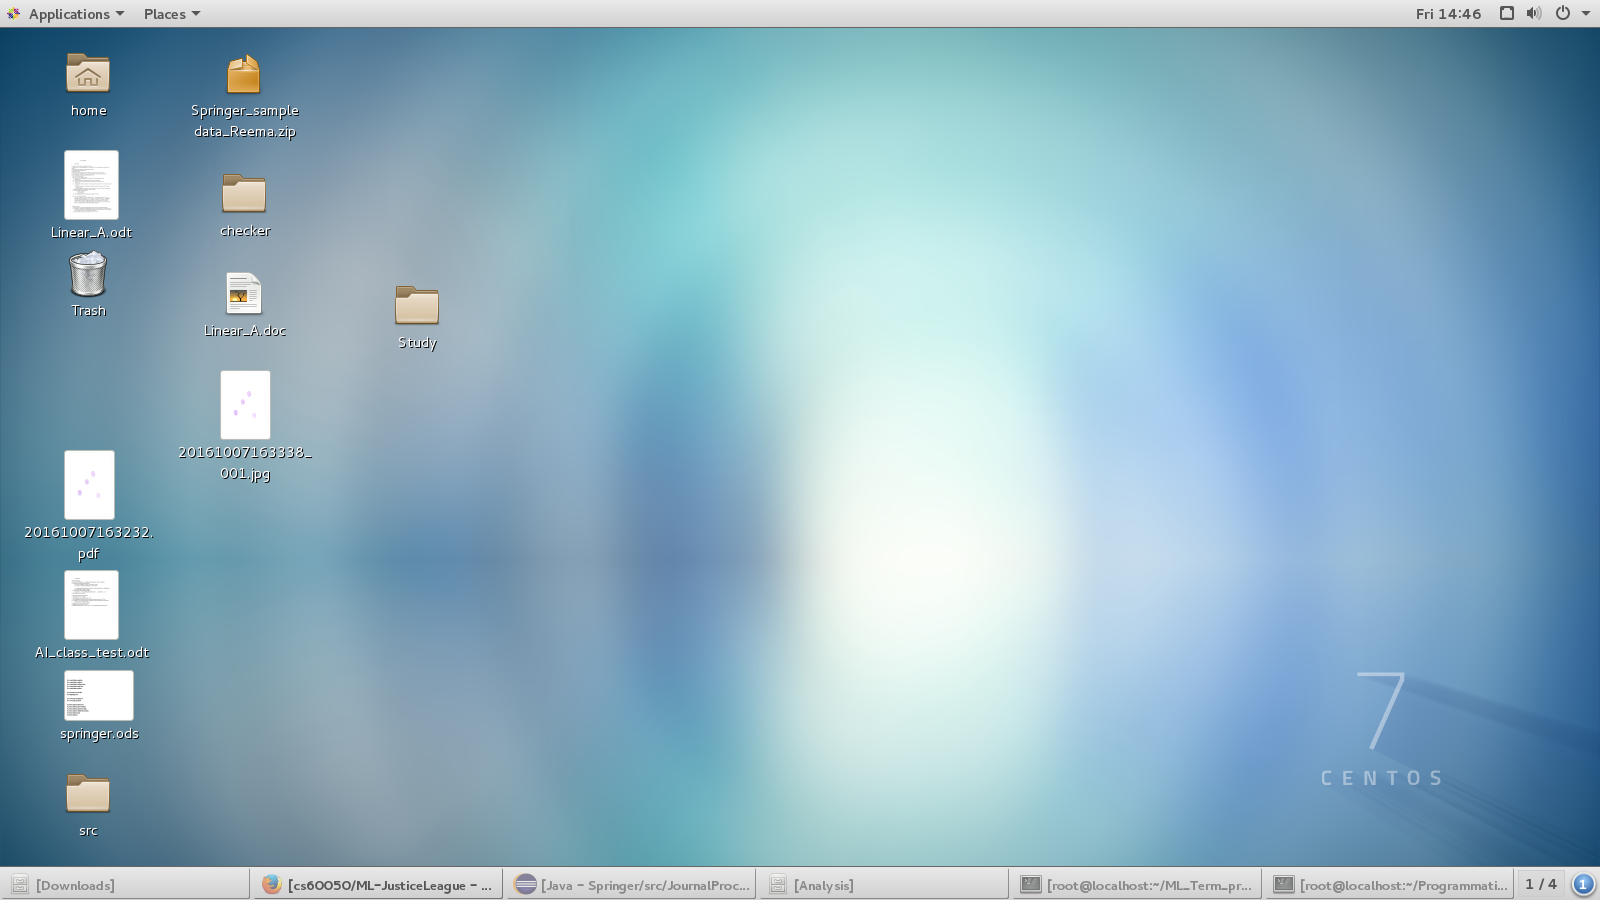 Applications
Places
Fri 14:46
home
Springer_sample
data_Reema.zip
Linear_A.odt
checker
Trash
Linear_A.doc
Study
20161007163338_
001.jpg
20161007163232.
pdf
AI_class_test.odt
springer.ods
src
7
CENTOS
[Downloads]
[cs60050/ML-JusticeLeague - ...
[Java - Springer/src/JournalProc...
[Analysis]
[root@localhost:~/ML_Term_pr...
[root@localhost:~/Programmati...
1 / 4
1